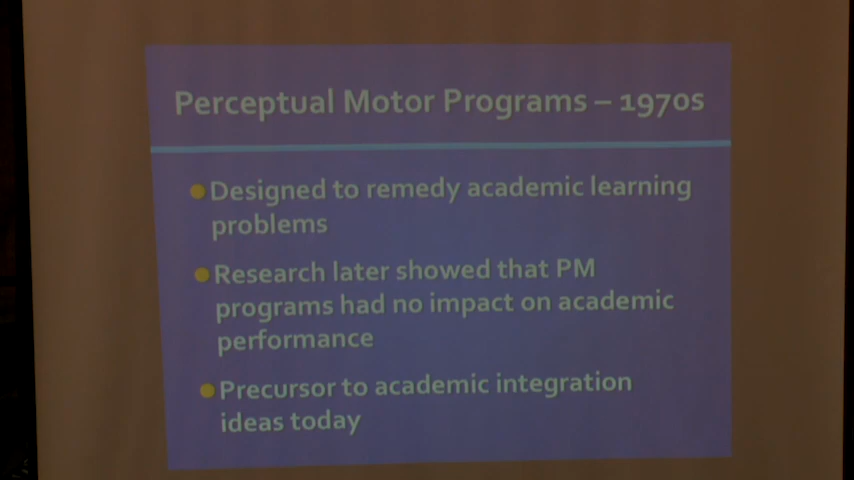 Perceptual Motor Programs – 1970s
Designed to remedy academic learning
problems
Research later showed that PM
programs had no impact on academic
performance
Precursor to academic integration
ideas today